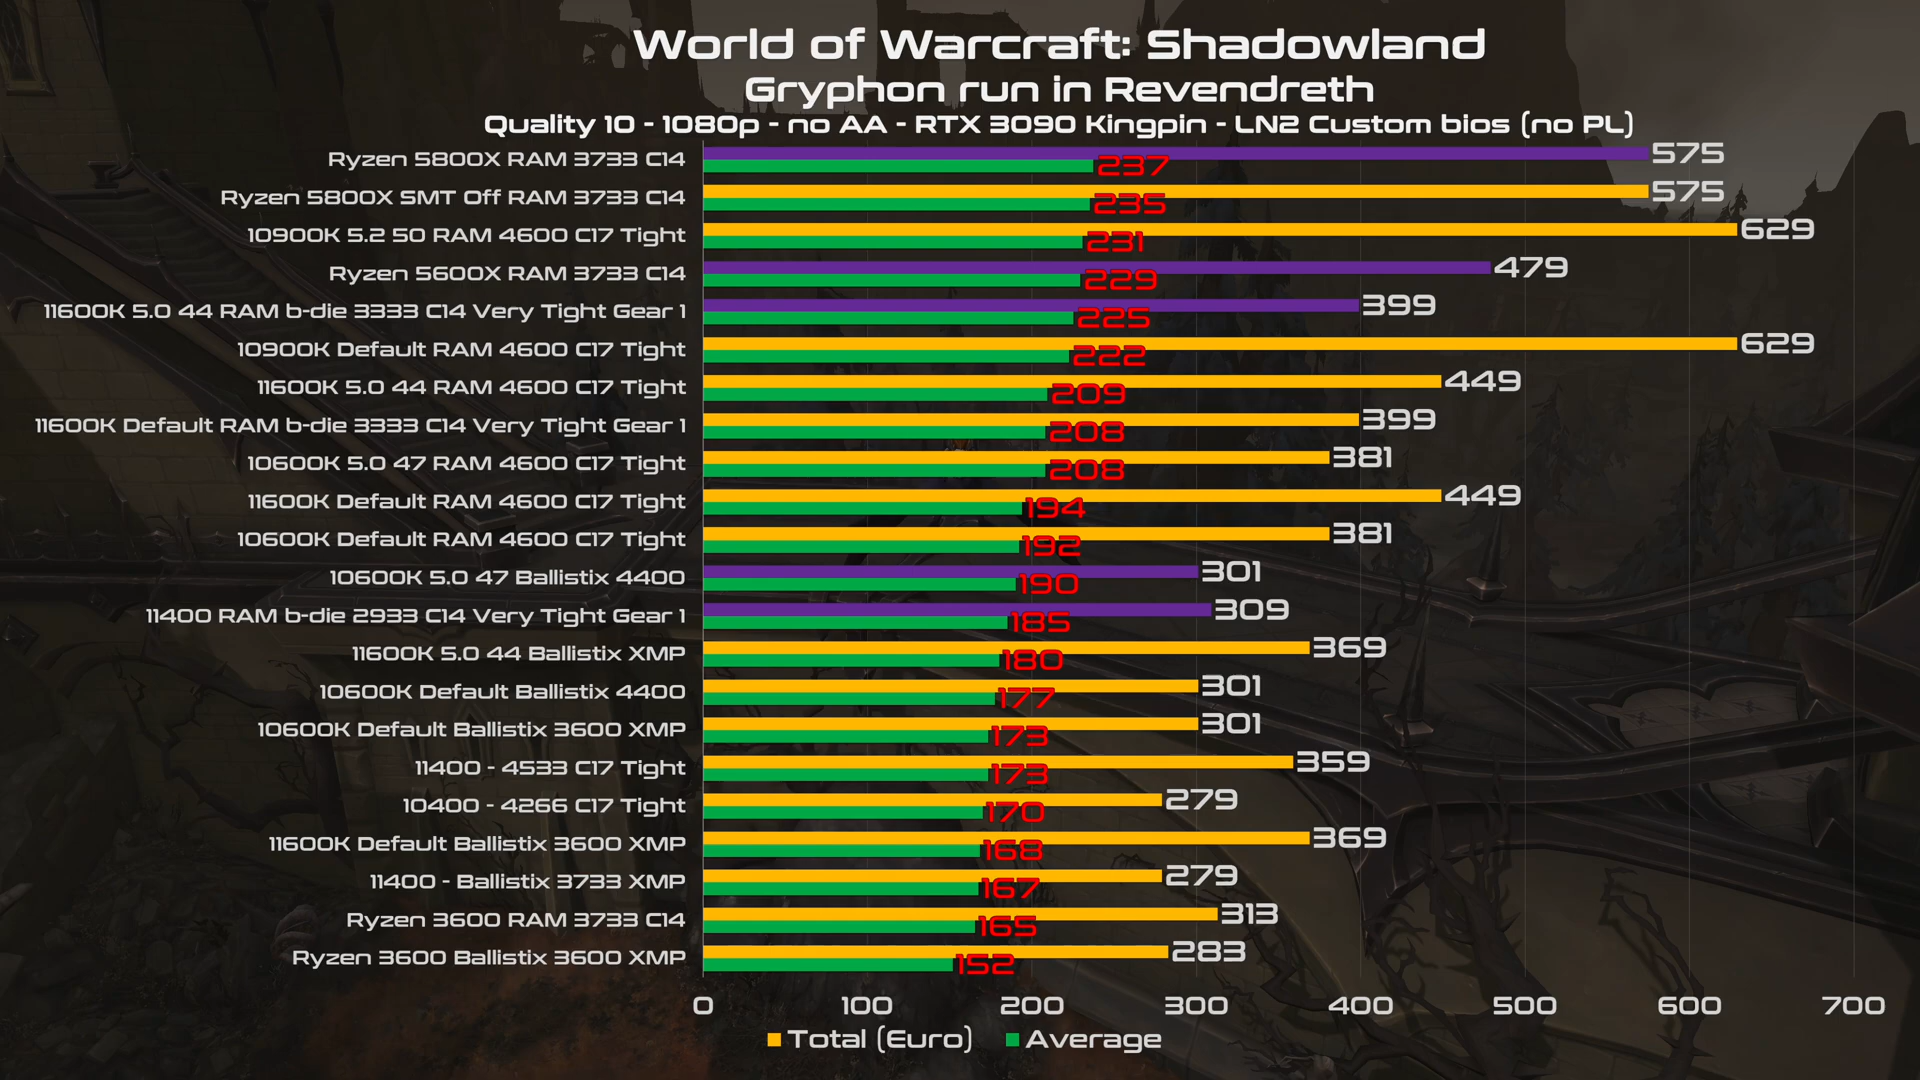 World of Warcraft: Shadowland
Gryphon run in Revendreth
Quality 10 - 1080p - no AA - RTX 3090 Kingpin - LN2 Custom bios (no PL)
Ryzen 5800X RAM 3733 C14 575
237
Ryzen 5800X SMT Off RAM 3733 C14 575
235
10900K 5.2 50 RAM 4600 C17 Tight 629
231
Ryzen 5600X RAM 3733 C14 479
229
11600K 5.0 44 RAM b-die 3333 C14 Very Tight Gear 1 399
225
10900K Default RAM 4600 C17 Tight 629
222
11600K 5.0 44 RAM 4600 C17 Tight 449
209
11600K Default RAM b-die 3333 C14 Very Tight Gear 1 399
208
10600K 5.0 47 RAM 4600 C17 Tight 381
208
11600K Default RAM 4600 C17 Tight 449
194
10600K Default RAM 4600 C17 Tight 381
192
10600K 5.0 47 Ballistix 4400 301
190
11400 RAM b-die 2933 C14 Very Tight Gear 1 309
185
11600K 5.0 44 Ballistix XMP 369
180
10600K Default Ballistix 4400 301
177
10600K Default Ballistix 3600 XMP 301
173
11400 - 4533 C17 Tight 359
173
10400 - 4266 C17 Tight 279
170
11600K Default Ballistix 3600 XMP 369
168
11400 - Ballistix 3733 XMP 279
167
Ryzen 3600 RAM 3733 C14 313
165
Ryzen 3600 Ballistix 3600 XMP 283
152
0 100 200 300 400 500 600 700
Total (Euro) Average